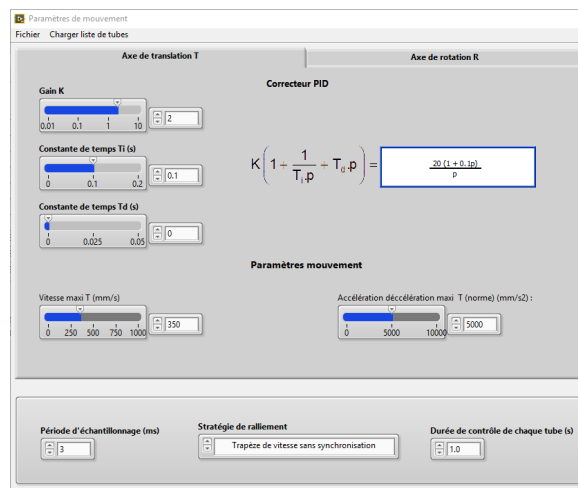 Paramètres de mouvement
Fichier Charger liste de tubes
Axe de translation T Axe de rotation R
Correcteur PID
Gain K
0.01 0.1 1 10
2
Constante de temps Ti (s)
0 0.1 0.2
0.1
K(1 + 1/(Ti.p) + Td.p) = 20 (1 + 0.1p)/p
Constante de temps Td (s)
0 0.025 0.05
0
Paramètres mouvement
Vitesse maxi T (mm/s)
0 250 500 750 1000
350
Accélération déccélération maxi T (norme) (mm/s2) :
0 5000 10000
5000
Période d'échantillonnage (ms)
3
Stratégie de ralliement
Trapèze de vitesse sans synchronisation
Durée de contrôle de chaque tube (s)
1.0